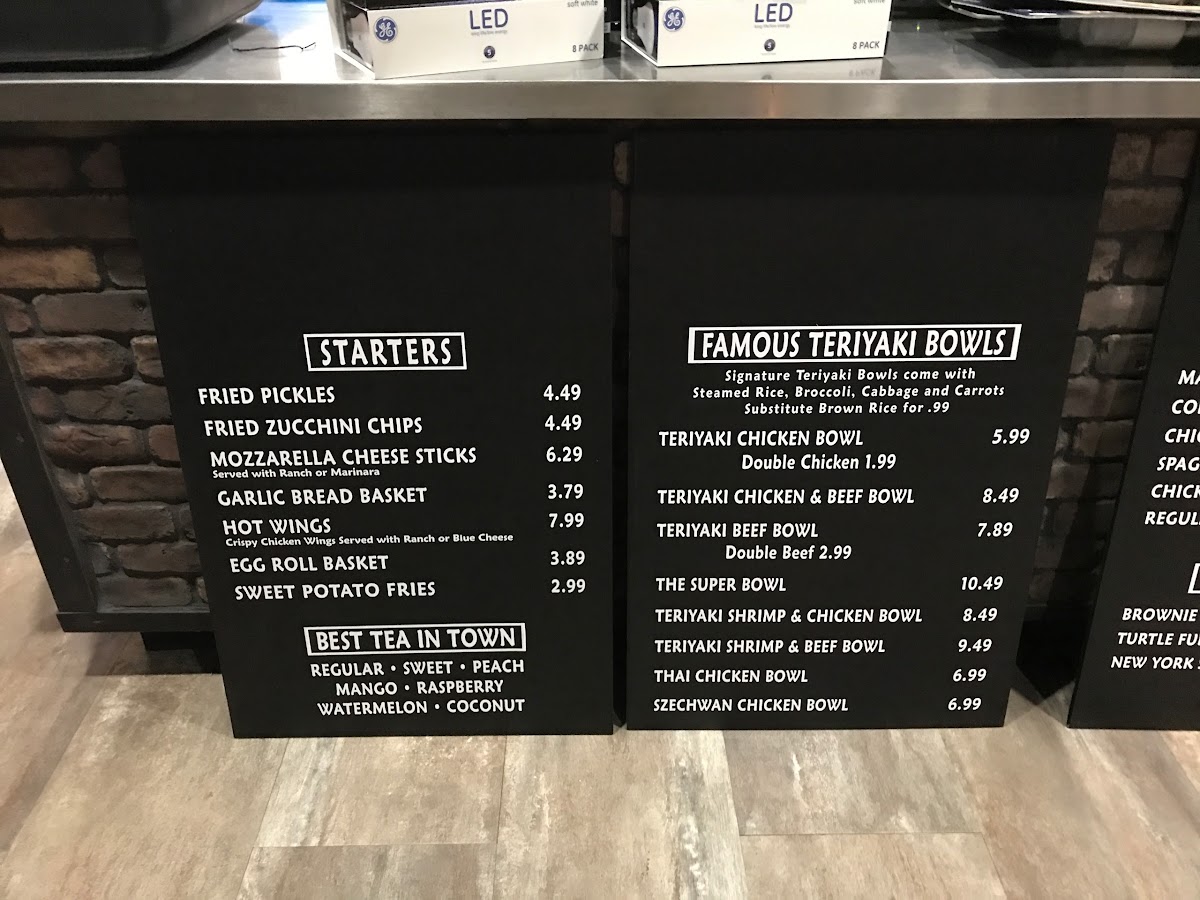 GE
LED
soft white
8 PACK
GE
LED
soft white
8 PACK
STARTERS
FRIED PICKLES 4.49
FRIED ZUCCHINI CHIPS 4.49
MOZZARELLA CHEESE STICKS 6.29
Served with Ranch or Marinara
GARLIC BREAD BASKET 3.79
HOT WINGS 7.99
Crispy Chicken Wings Served with Ranch or Blue Cheese
EGG ROLL BASKET 3.89
SWEET POTATO FRIES 2.99
BEST TEA IN TOWN
REGULAR • SWEET • PEACH
MANGO • RASPBERRY
WATERMELON • COCONUT
FAMOUS TERIYAKI BOWLS
Signature Teriyaki Bowls come with
Steamed Rice, Broccoli, Cabbage and Carrots
Substitute Brown Rice for .99
TERIYAKI CHICKEN BOWL 5.99
Double Chicken 1.99
TERIYAKI CHICKEN & BEEF BOWL 8.49
TERIYAKI BEEF BOWL 7.89
Double Beef 2.99
THE SUPER BOWL 10.49
TERIYAKI SHRIMP & CHICKEN BOWL 8.49
TERIYAKI SHRIMP & BEEF BOWL 9.49
THAI CHICKEN BOWL 6.99
SZECHWAN CHICKEN BOWL 6.99
BROWNIE
TURTLE
NEW YORK